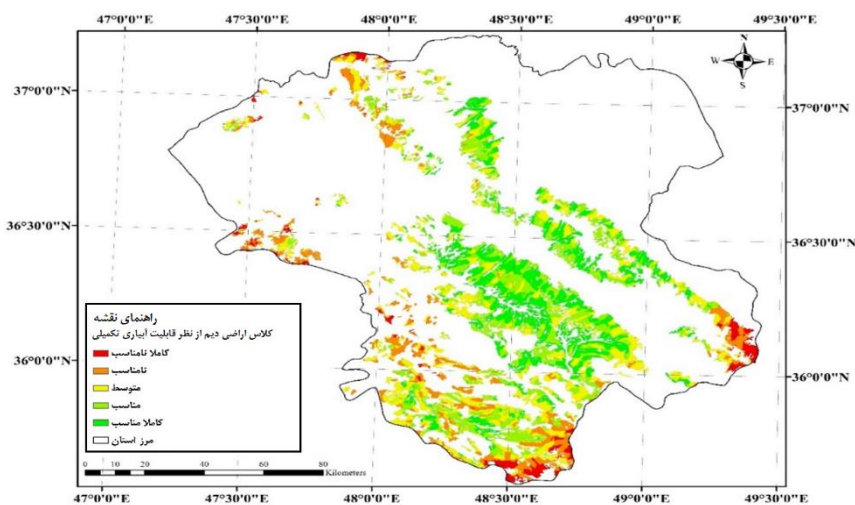 47°0'0"E 47°30'0"E 48°0'0"E 48°30'0"E 49°0'0"E 49°30'0"E
N
W E
S
37°0'0"N 37°0'0"N
36°30'0"N 36°30'0"N
36°0'0"N 36°0'0"N
راهنمای نقشه
کلاس اراضی دیم از نظر قابلیت آبیاری تکمیلی
کاملا نامناسب
نامناسب
متوسط
مناسب
کاملا مناسب
مرز استان
0 5 10 20 40 60 80
Kilometers
47°0'0"E 47°30'0"E 48°0'0"E 48°30'0"E 49°0'0"E 49°30'0"E